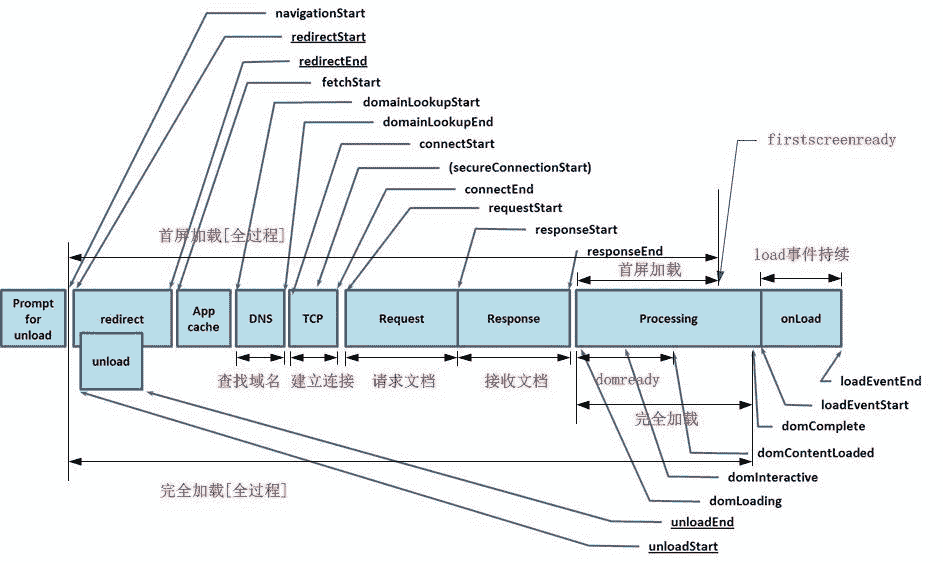 navigationStart
redirectStart
redirectEnd
fetchStart
domainLookupStart
domainLookupEnd
connectStart
firstscreenready
(secureConnectionStart)
connectEnd
requestStart
首屏加载[全过程]
responseStart
responseEnd
load事件持续
首屏加载
Prompt
for
unload
redirect
App
cache
DNS
TCP
Request
Response
Processing
onLoad
unload
查找域名
建立连接
请求文档
接收文档
domready
loadEventEnd
完全加载
loadEventStart
domComplete
domContentLoaded
domInteractive
完全加载[全过程]
domLoading
unloadEnd
unloadStart